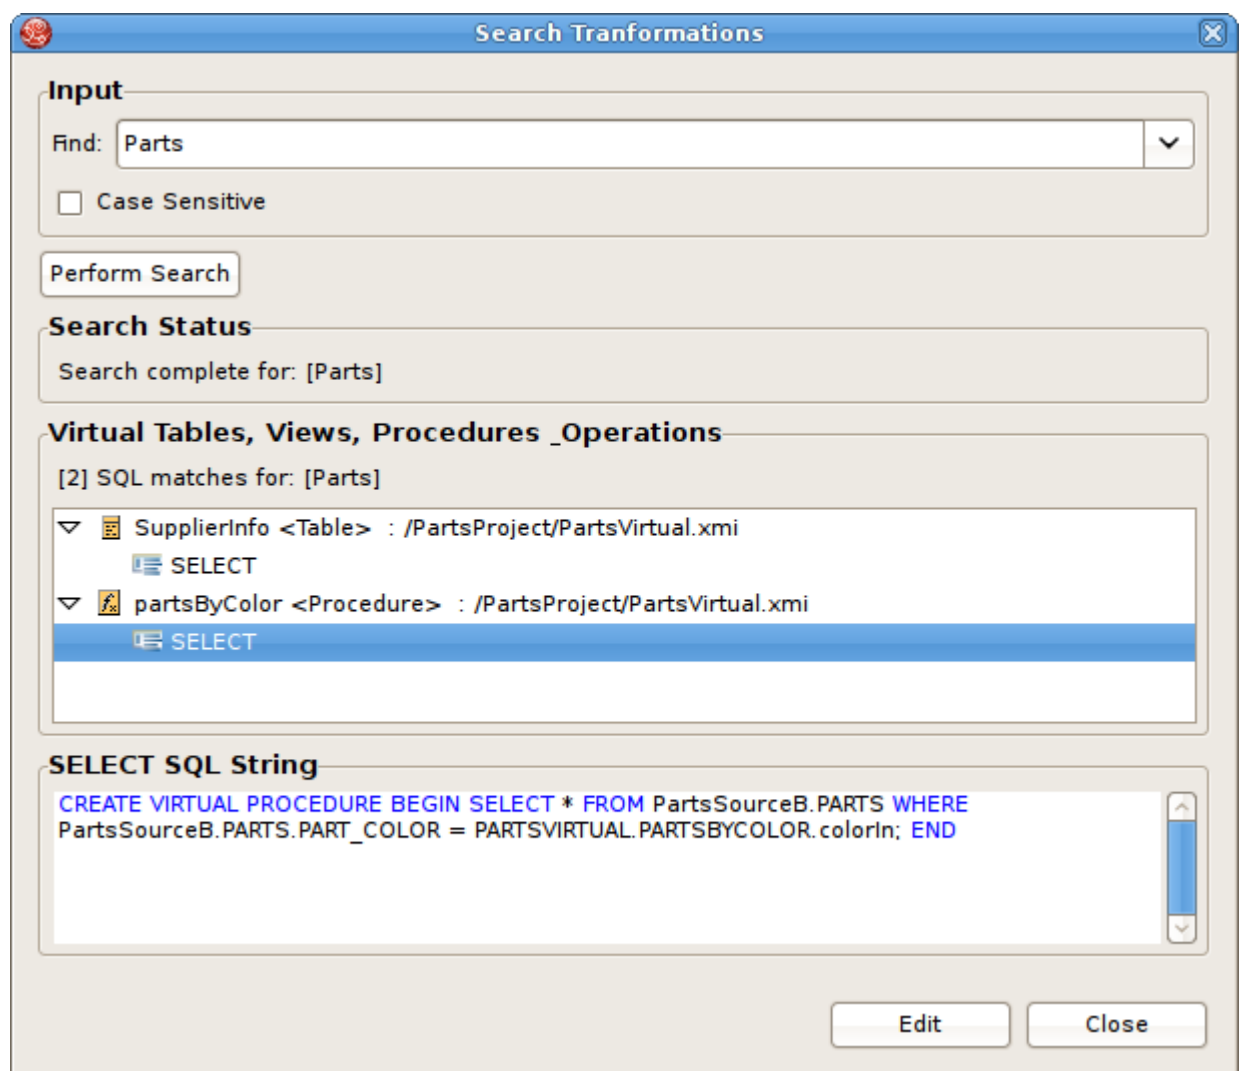 Search Tranformations
Input
Find: Parts
Case Sensitive
Perform Search
Search Status
Search complete for: [Parts]
Virtual Tables, Views, Procedures _Operations
[2] SQL matches for: [Parts]
SupplierInfo <Table>  : /PartsProject/PartsVirtual.xmi
SELECT
partsByColor <Procedure>  : /PartsProject/PartsVirtual.xmi
SELECT
SELECT SQL String
CREATE VIRTUAL PROCEDURE BEGIN SELECT * FROM PartsSourceB.PARTS WHERE
PartsSourceB.PARTS.PART_COLOR = PARTSVIRTUAL.PARTSBYCOLOR.colorIn; END
Edit Close